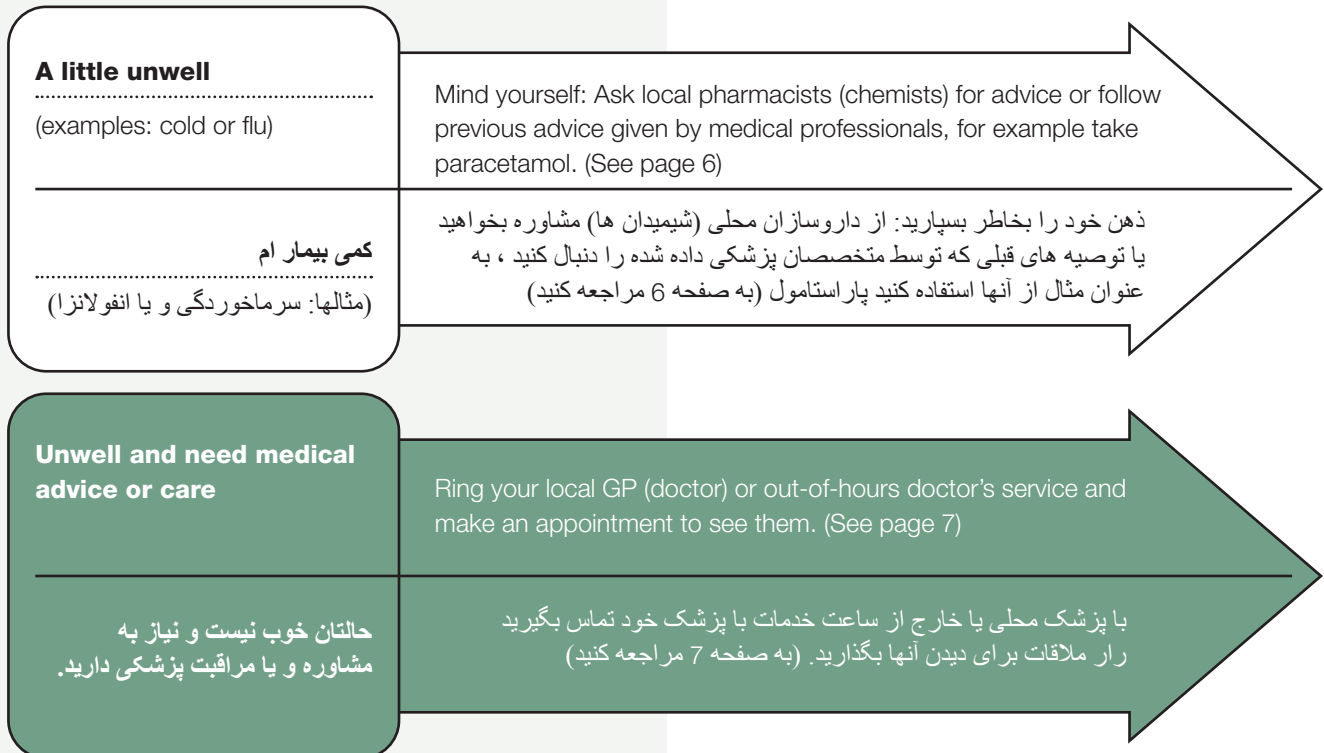 A little unwell
(examples: cold or flu)
Mind yourself: Ask local pharmacists (chemists) for advice or follow
previous advice given by medical professionals, for example take
paracetamol. (See page 6)
کمی بیمار ام
(مثالها: سرماخوردگی و یا انفولانزا)
ذهن خود را بخاطر بسپارید: از داروسازان محلی (شیمیدان ها) مشاوره بخواهید
یا توصیه های قبلی که توسط متخصصان پزشکی داده شده را دنبال کنید ، به
عنوان مثال از آنها استفاده کنید پاراستامول (به صفحه 6 مراجعه کنید)
Unwell and need medical
advice or care
Ring your local GP (doctor) or out-of-hours doctor's service and
make an appointment to see them. (See page 7)
حالتان خوب نیست و نیاز به
مشاوره و یا مراقبت پزشکی دارید.
با پزشک محلی یا خارج از ساعت خدمات با پزشک خود تماس بگیرید
رار ملاقات برای دیدن آنها بگذارید. (به صفحه 7 مراجعه کنید)